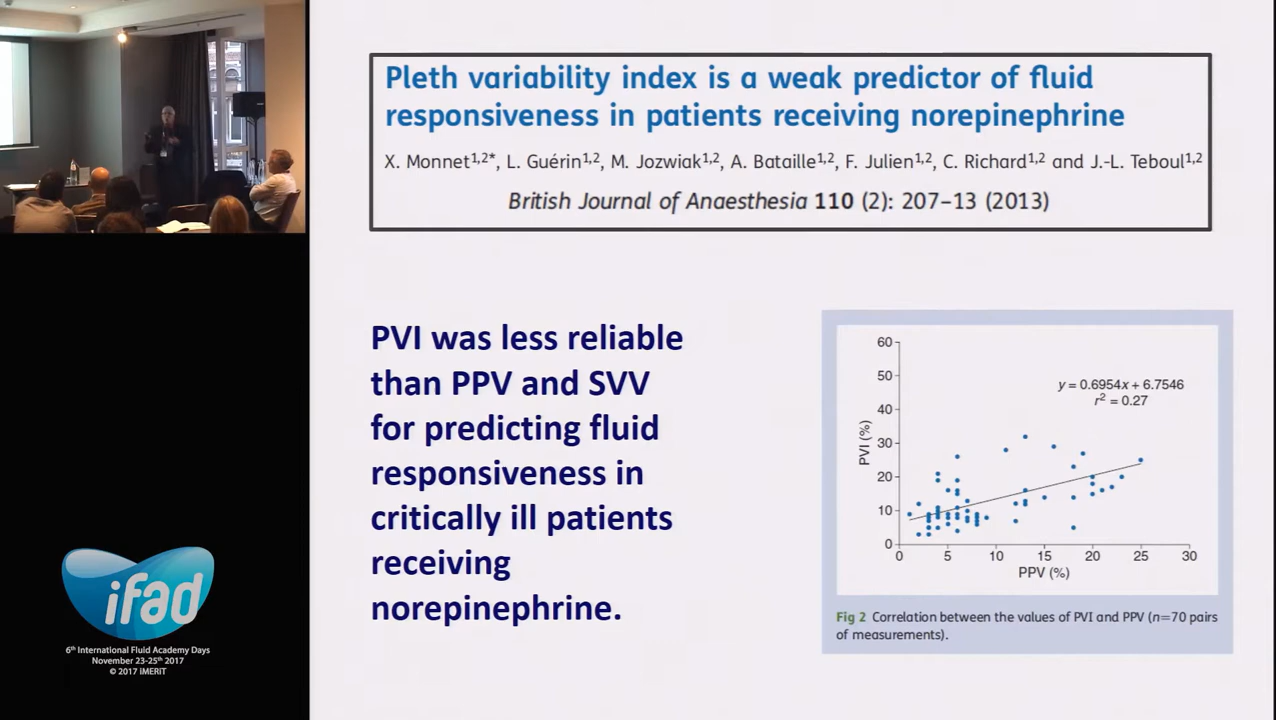 Pleth variability index is a weak predictor of fluid
responsiveness in patients receiving norepinephrine
X. Monnet1,2*, L. Guérin1,2, M. Jozwiak1,2, A. Bataille1,2, F. Julien1,2, C. Richard1,2 and J.-L. Teboul1,2
British Journal of Anaesthesia 110 (2): 207–13 (2013)
PVI was less reliable
than PPV and SVV
for predicting fluid
responsiveness in
critically ill patients
receiving
norepinephrine.
60
50
40
30
20
10
0
PVI (%)
y = 0.6954x + 6.7546
r2 = 0.27
0 5 10 15 20 25 30
PPV (%)
Fig 2 Correlation between the values of PVI and PPV (n=70 pairs
of measurements).
ifad
6th International Fluid Academy Days
November 23-25th 2017
© 2017 iMERiT